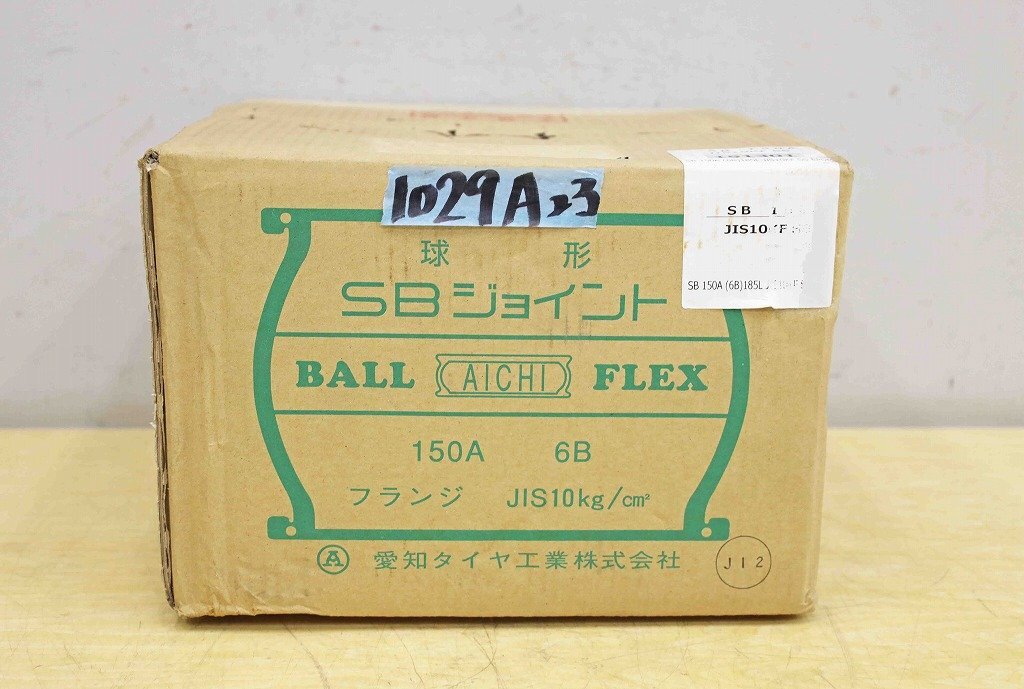 1029A23
SB
JIS10
SB 150A (6B)185L
球形
SBジョイント
BALL AICHI FLEX
150A 6B
フランジ JIS10kg/cm²
A 愛知タイヤ工業株式会社
J12